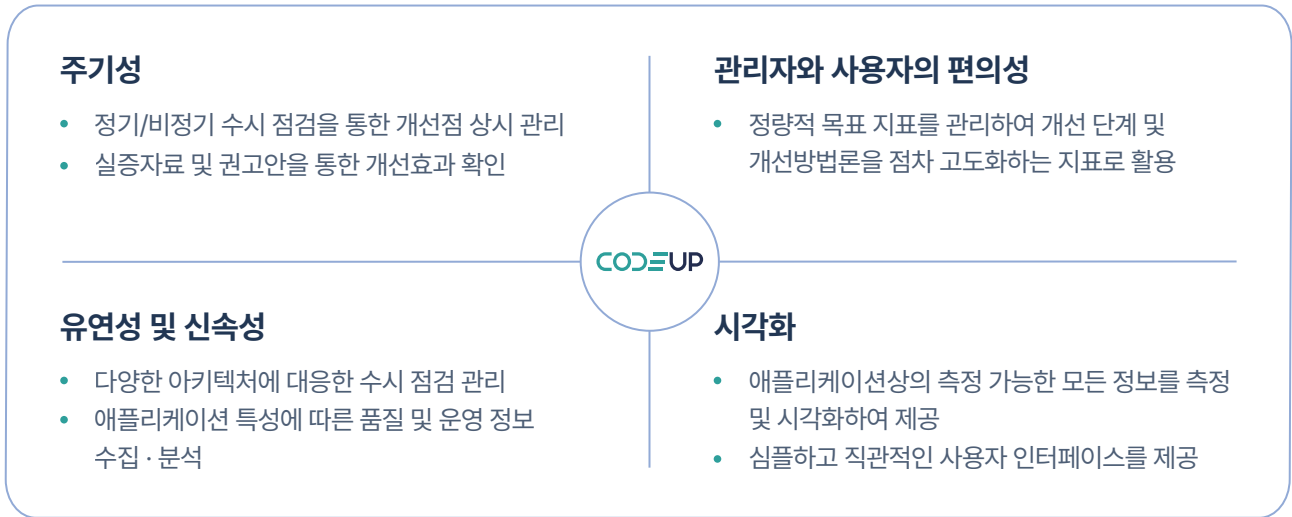 주기성
• 정기/비정기 수시 점검을 통한 개선점 상시 관리
• 실증자료 및 권고안을 통한 개선효과 확인
관리자와 사용자의 편의성
• 정량적 목표 지표를 관리하여 개선 단계 및
개선방법론을 점차 고도화하는 지표로 활용
CODEUP
유연성 및 신속성
• 다양한 아키텍처에 대응한 수시 점검 관리
• 애플리케이션 특성에 따른 품질 및 운영 정보
수집 · 분석
시각화
• 애플리케이션상의 측정 가능한 모든 정보를 측정
및 시각화하여 제공
• 심플하고 직관적인 사용자 인터페이스를 제공